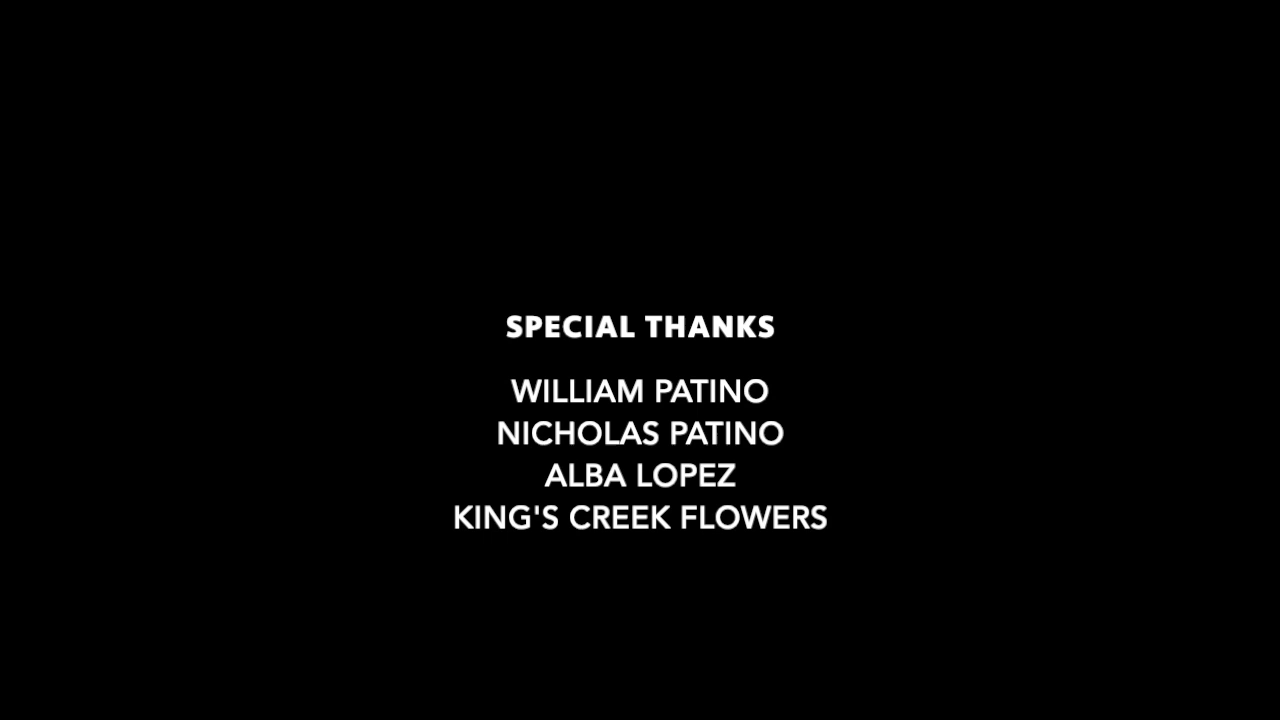 SPECIAL THANKS
WILLIAM PATINO
NICHOLAS PATINO
ALBA LOPEZ
KING'S CREEK FLOWERS